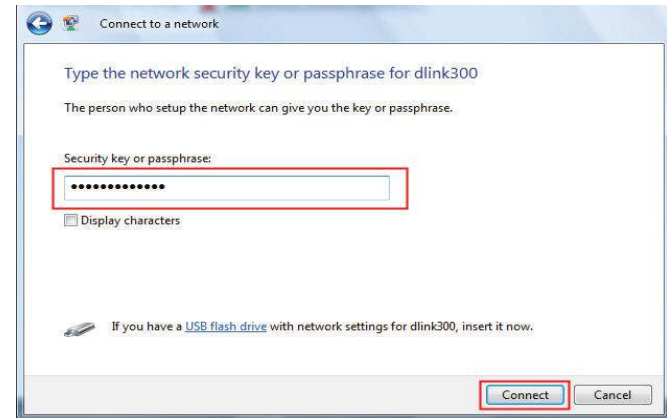 Connect to a network
Type the network security key or passphrase for dlink300
The person who setup the network can give you the key or passphrase.
Security key or passphrase:
•••••••••••••
Display characters
If you have a USB flash drive with network settings for dlink300, insert it now.
Connect Cancel